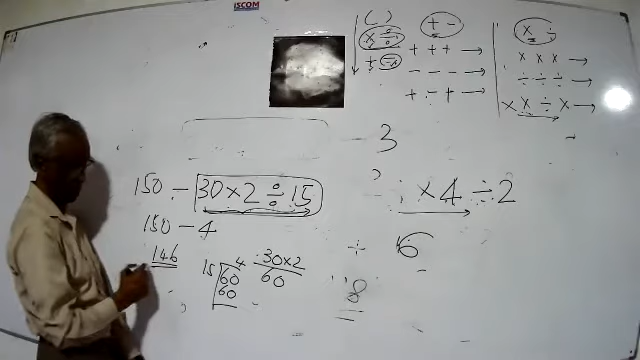 iSCOM
( )
× ÷
+ -
+ -
+ + + →
- - - →
+ - + →
× ÷
× × × →
÷ ÷ ÷ →
× × ÷ × →
- 3
150 - 30×2÷15
150 - 4
146
15 60 4
60
30×2
60
×4÷2
÷ 6
8